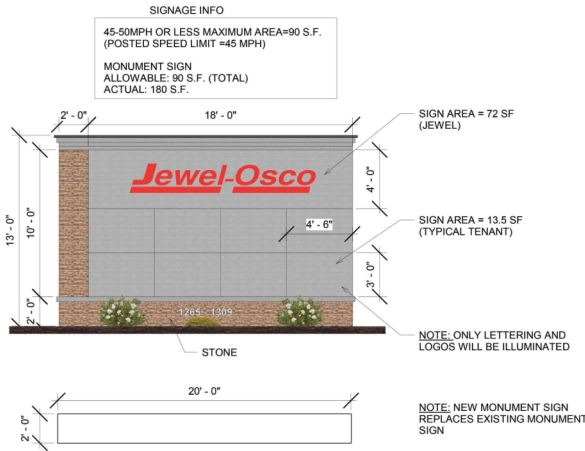 SIGNAGE INFO
45-50MPH OR LESS MAXIMUM AREA=90 S.F.
(POSTED SPEED LIMIT =45 MPH)
MONUMENT SIGN
ALLOWABLE: 90 S.F. (TOTAL)
ACTUAL: 180 S.F.
2' - 0"
18' - 0"
SIGN AREA = 72 SF
(JEWEL)
Jewel-Osco
4' - 0"
13' - 0"
10' - 0"
4' - 6"
SIGN AREA = 13.5 SF
(TYPICAL TENANT)
3' - 0"
2' - 0"
1265 - 1309
NOTE: ONLY LETTERING AND
LOGOS WILL BE ILLUMINATED
STONE
20' - 0"
2' - 0"
NOTE: NEW MONUMENT SIGN
REPLACES EXISTING MONUMENT
SIGN